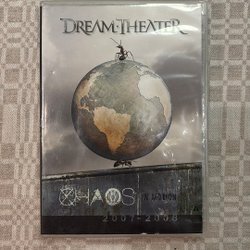 DREAM THEATER
CHAOS IN MOTION
2007-2008